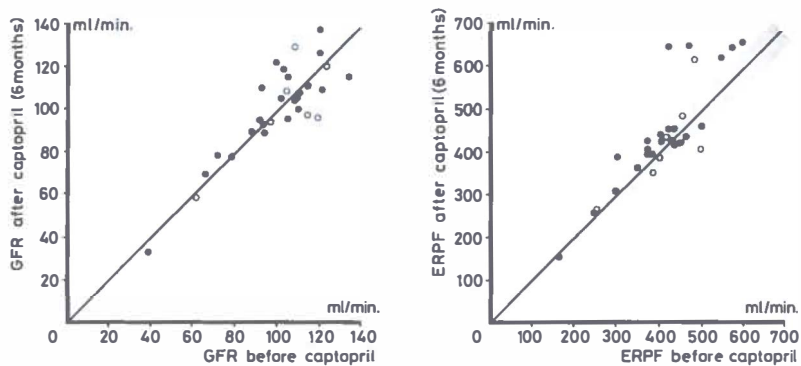 140
ml/min.
120
100
80
60
40
20
0
GFR after captopril (6 months)
ml/min.
20 40 60 80 100 120 140
GFR before captopril
700
ml/min.
600
500
400
300
200
100
0
ERPF after captopril (6 months)
ml/min.
100 200 300 400 500 600 700
ERPF before captopril